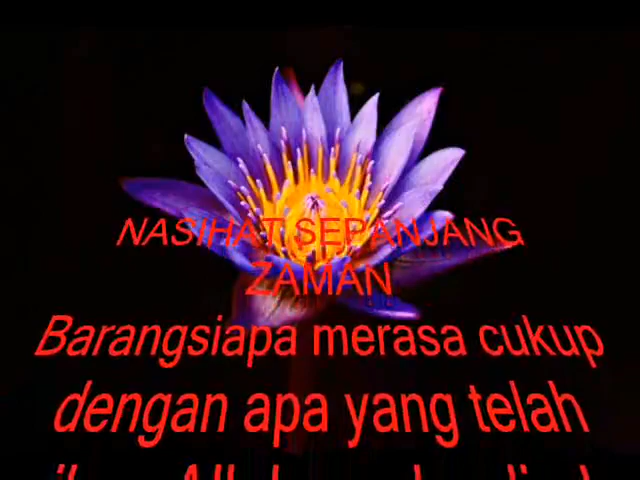 NASIHAT SEPANJANG
ZAMAN
Barangsiapa merasa cukup
dengan apa yang telah